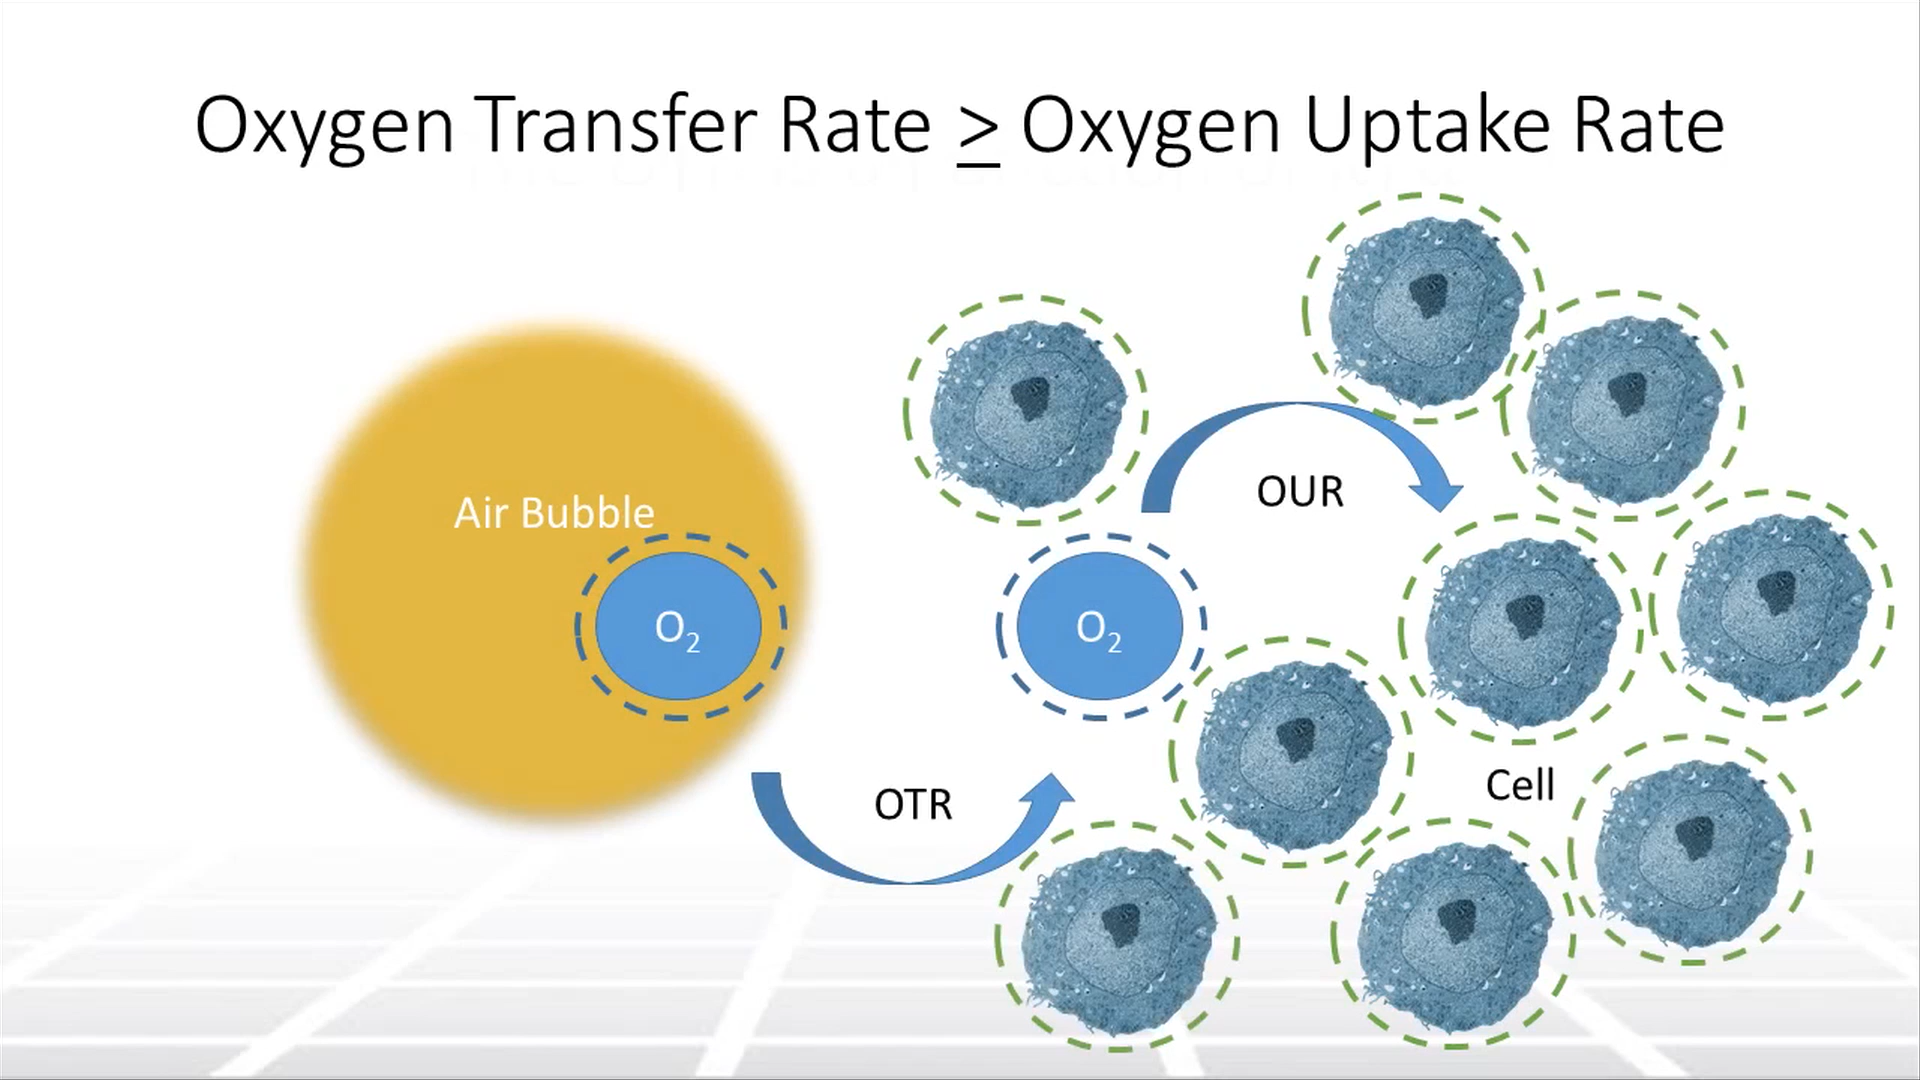 Oxygen Transfer Rate ≥ Oxygen Uptake Rate
Air Bubble
O₂
O₂
OUR
OTR
Cell